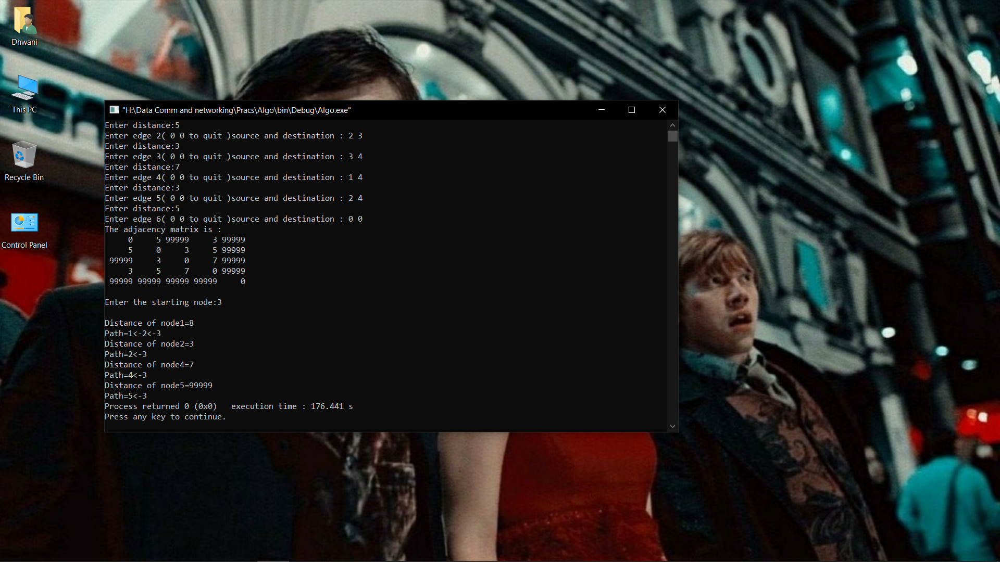 Dhwani
This PC
Recycle Bin
Control Panel
"H:\Data Comm and networking\Pracs\Algo\bin\Debug\Algo.exe"
Enter distance:5
Enter edge 2( 0 0 to quit )source and destination : 2 3
Enter distance:3
Enter edge 3( 0 0 to quit )source and destination : 3 4
Enter distance:7
Enter edge 4( 0 0 to quit )source and destination : 1 4
Enter distance:3
Enter edge 5( 0 0 to quit )source and destination : 2 4
Enter distance:5
Enter edge 6( 0 0 to quit )source and destination : 0 0
The adjacency matrix is :
     0     5 99999     3 99999
     5     0     3     5 99999
 99999     3     0     7 99999
     3     5     7     0 99999
 99999 99999 99999 99999     0
Enter the starting node:3
Distance of node1=8
Path=1<-2<-3
Distance of node2=3
Path=2<-3
Distance of node4=7
Path=4<-3
Distance of node5=99999
Path=5<-3
Process returned 0 (0x0)   execution time : 176.441 s
Press any key to continue.